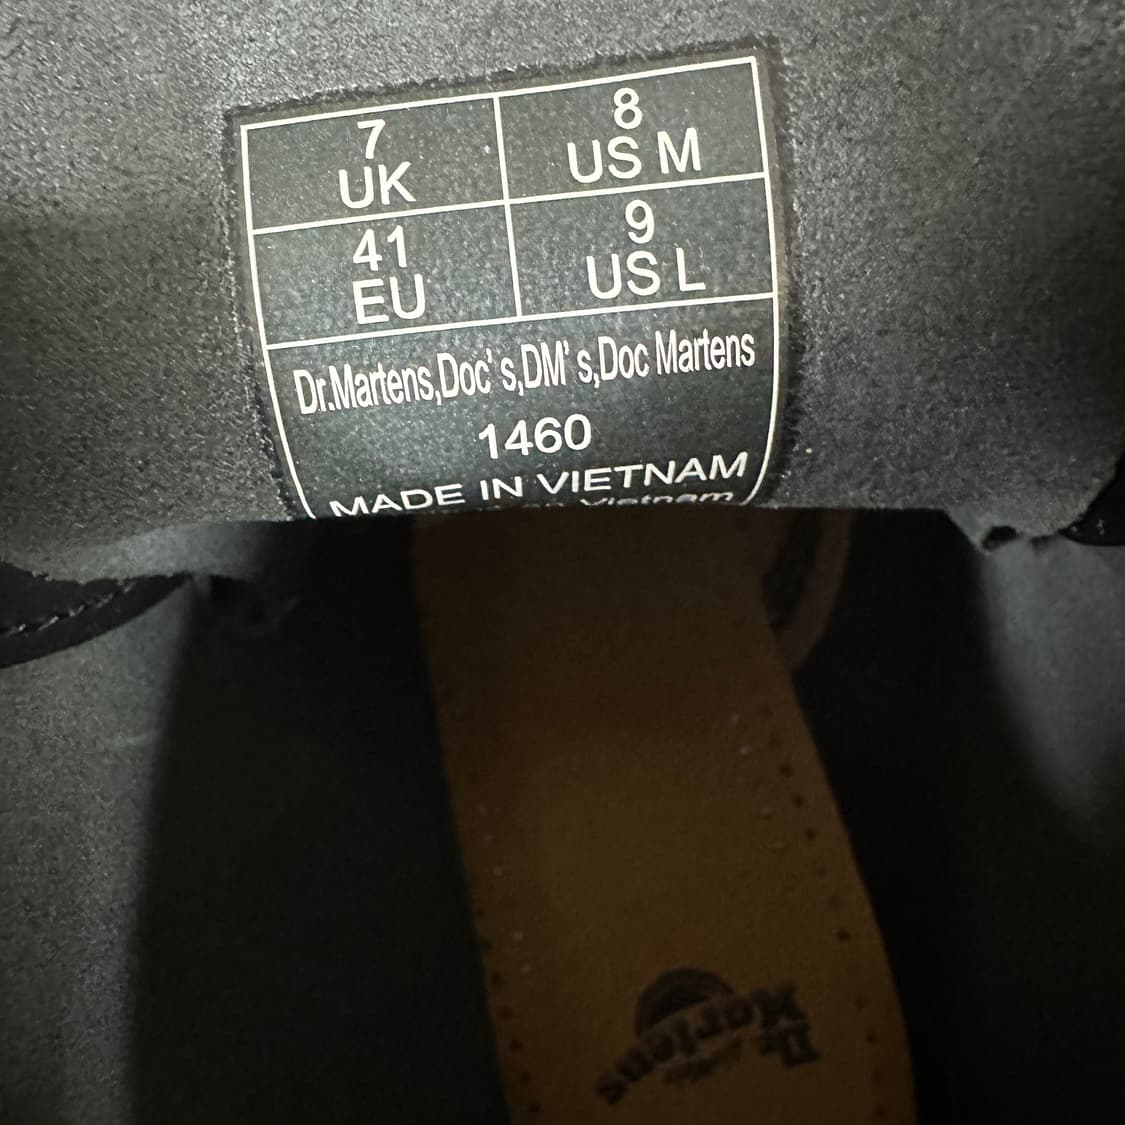 7
UK
8
US M
41
EU
9
US L
Dr.Martens,Doc's,DM's,Doc Martens
1460
MADE IN VIETNAM
Vietnam
Dr.
Martens